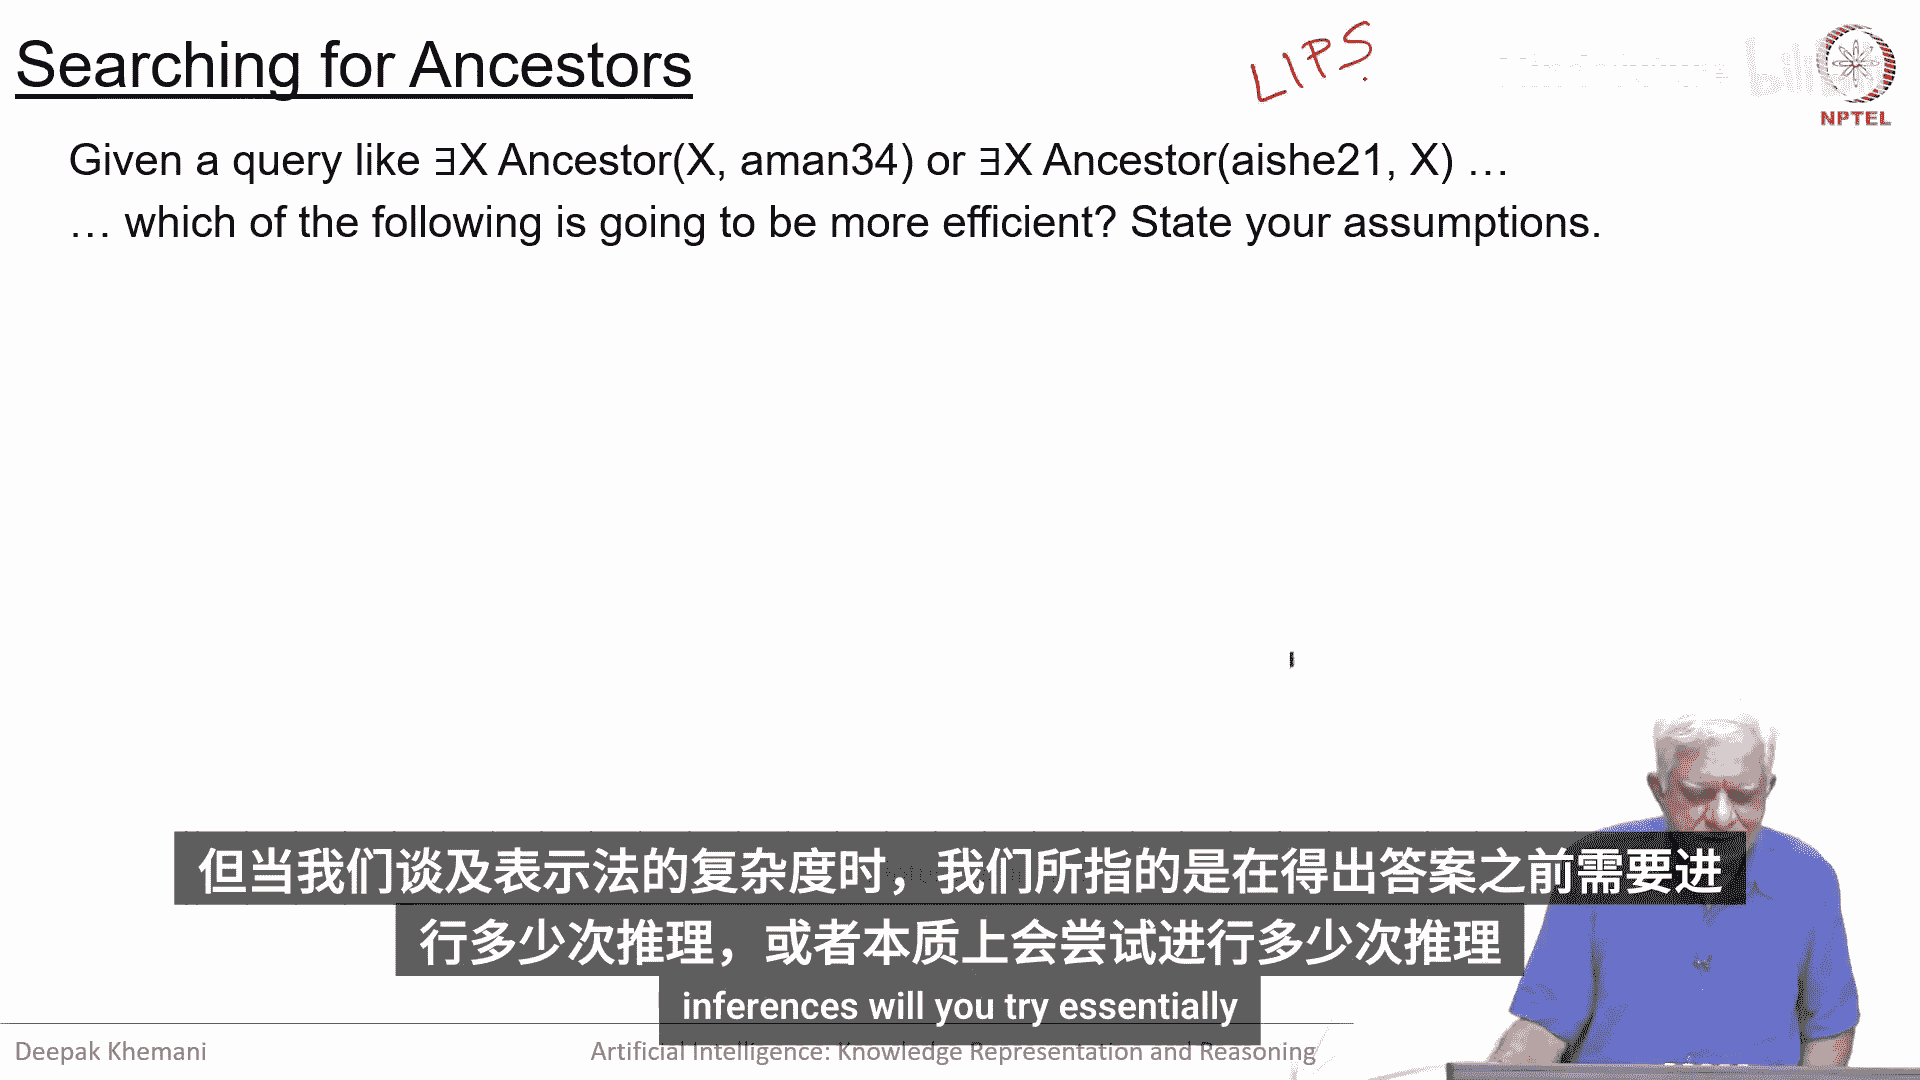 Searching for Ancestors
LIPS
bili
NPTEL
Given a query like ∃X Ancestor(X, aman34) or ∃X Ancestor(aishe21, X) …
… which of the following is going to be more efficient? State your assumptions.
但当我们谈及表示法的复杂度时，我们所指的是在得出答案之前需要进
行多少次推理，或者本质上会尝试进行多少次推理
inferences will you try essentially
Deepak Khemani
Artificial Intelligence: Knowledge Representation and Reasoning